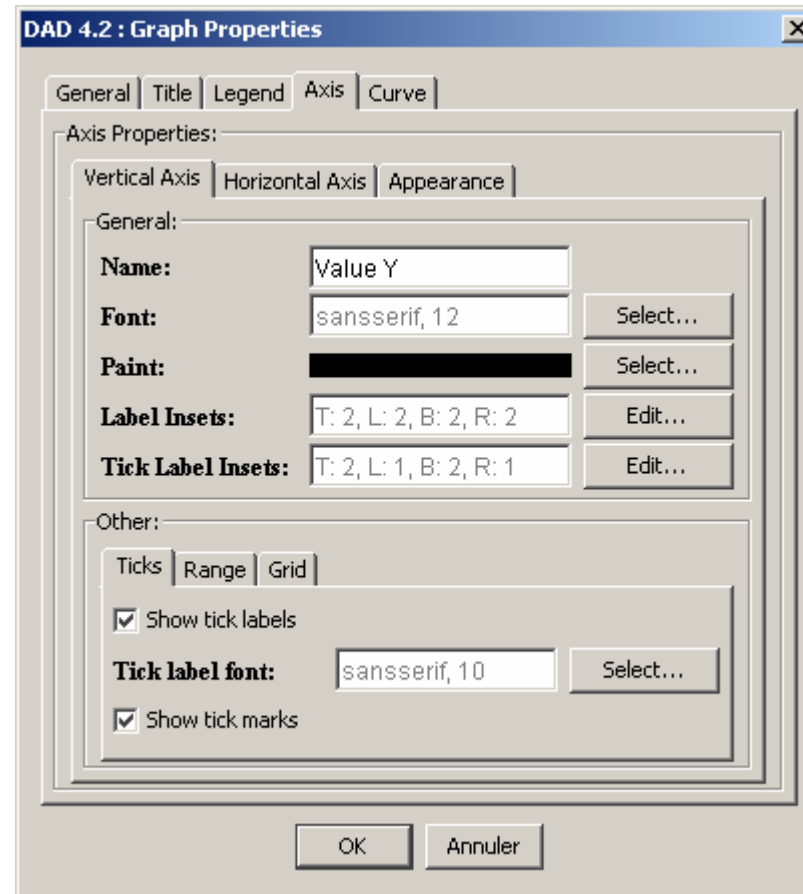 DAD 4.2 : Graph Properties
General Title Legend Axis Curve
Axis Properties:
Vertical Axis Horizontal Axis Appearance
General:
Name: Value Y
Font: sansserif, 12 Select...
Paint: Select...
Label Insets: T: 2, L: 2, B: 2, R: 2 Edit...
Tick Label Insets: T: 2, L: 1, B: 2, R: 1 Edit...
Other:
Ticks Range Grid
Show tick labels
Tick label font: sansserif, 10 Select...
Show tick marks
OK Annuler